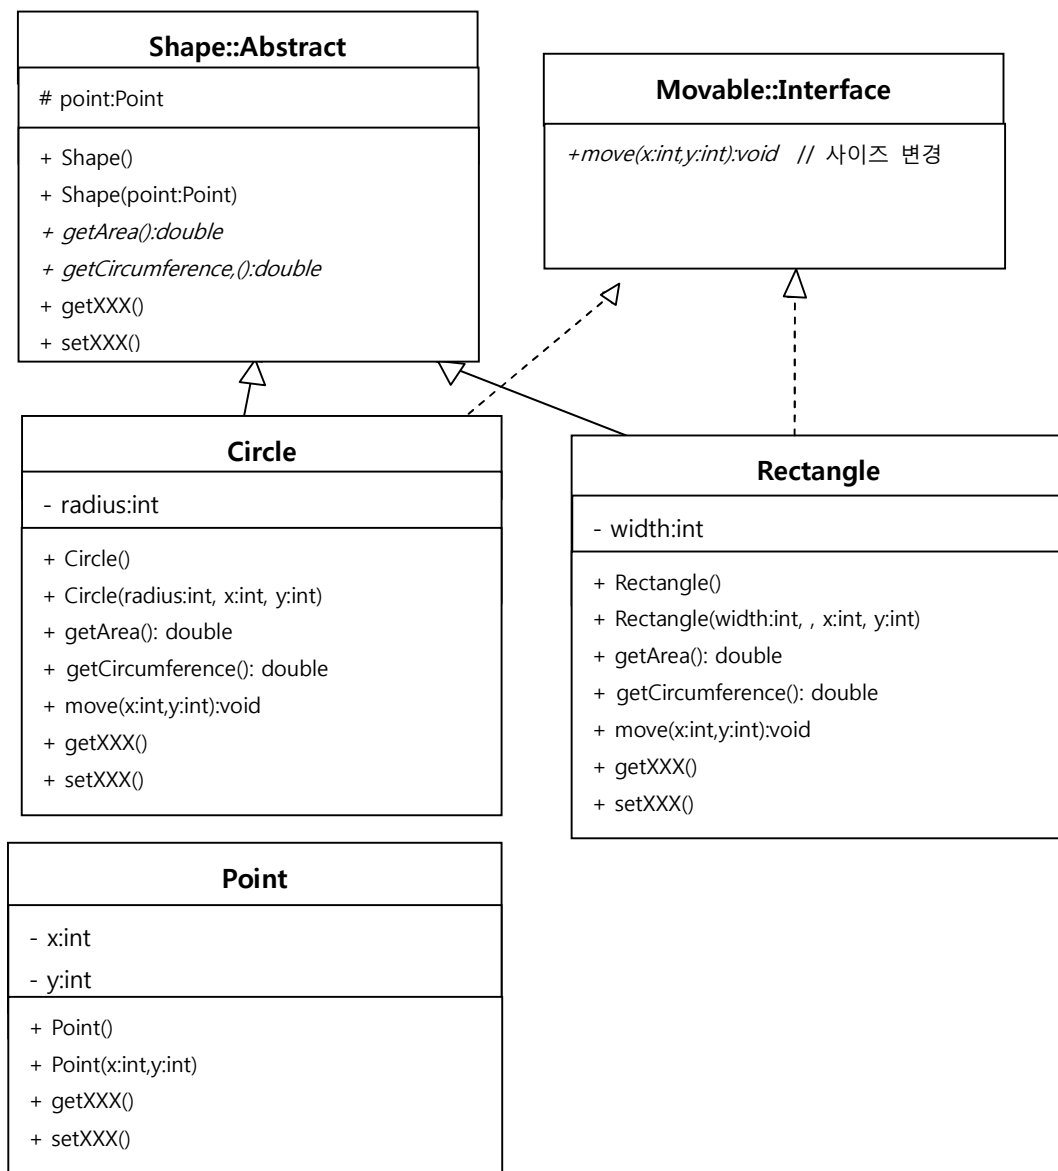 Shape::Abstract
# point:Point
+ Shape()
+ Shape(point:Point)
+ getArea():double
+ getCircumference,():double
+ getXXX()
+ setXXX()
Movable::Interface
+move(x:int,y:int):void // 사이즈 변경
Circle
- radius:int
+ Circle()
+ Circle(radius:int, x:int, y:int)
+ getArea(): double
+ getCircumference(): double
+ move(x:int,y:int):void
+ getXXX()
+ setXXX()
Rectangle
- width:int
+ Rectangle()
+ Rectangle(width:int, , x:int, y:int)
+ getArea(): double
+ getCircumference(): double
+ move(x:int,y:int):void
+ getXXX()
+ setXXX()
Point
- x:int
- y:int
+ Point()
+ Point(x:int,y:int)
+ getXXX()
+ setXXX()